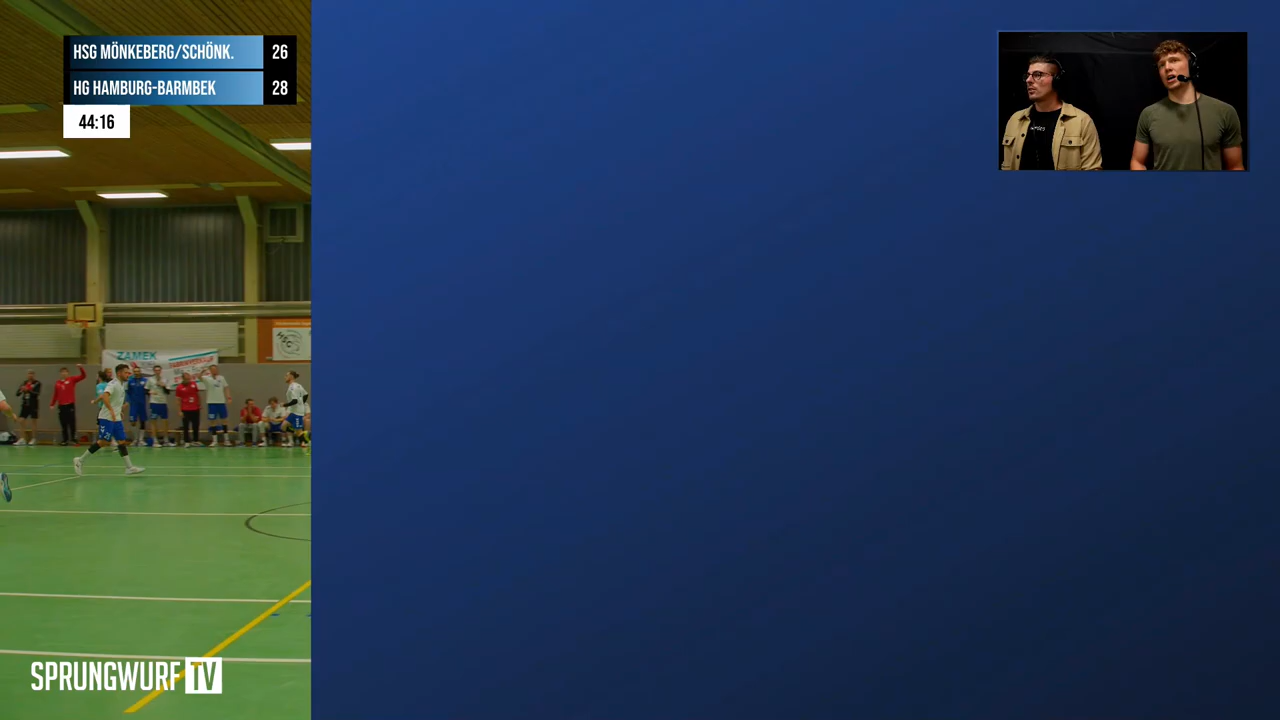 HSG MÖNKEBERG/SCHÖNK. 26
HG HAMBURG-BARMBEK 28
44:16
ZAMEK
SPRUNGWURF TV